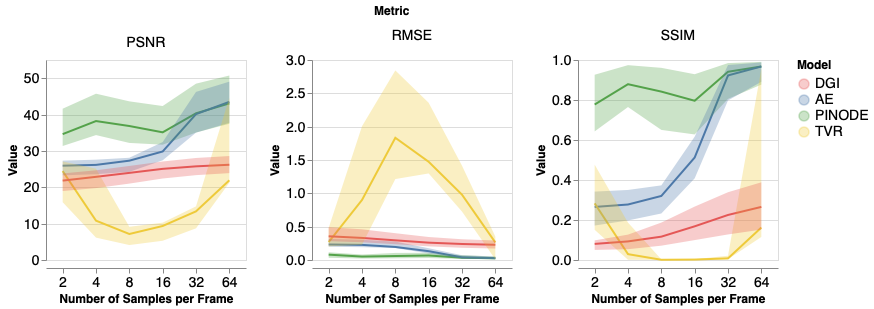 Metric
PSNR
50
40
30
20
10
0
Value
2 4 8 16 32 64
Number of Samples per Frame
RMSE
3.0
2.5
2.0
1.5
1.0
0.5
0.0
Value
2 4 8 16 32 64
Number of Samples per Frame
SSIM
1.0
0.8
0.6
0.4
0.2
0.0
Value
2 4 8 16 32 64
Number of Samples per Frame
Model
DGI
AE
PINODE
TVR